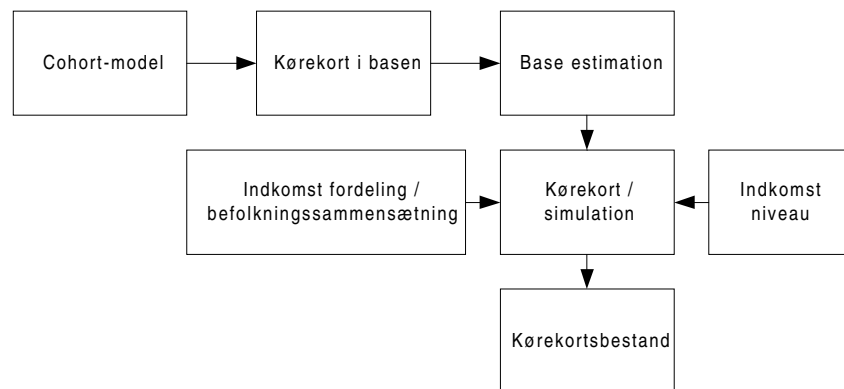 Cohort-model
Kørekort i basen
Base estimation
Indkomst fordeling /
befolkningssammensætning
Kørekort /
simulation
Indkomst
niveau
Kørekortsbestand